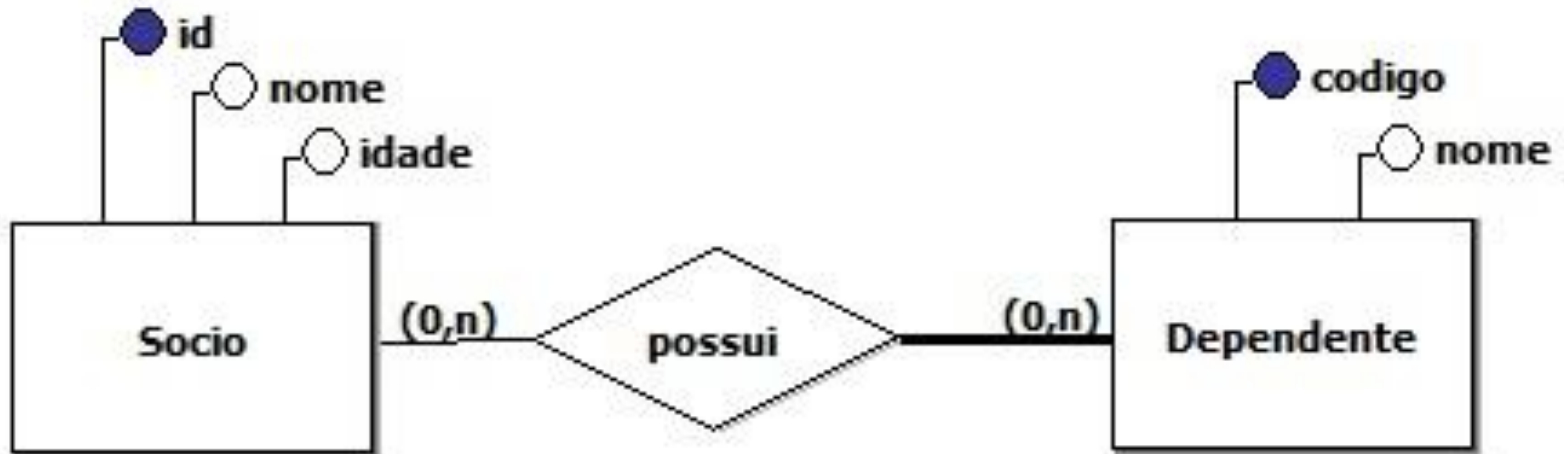 id
nome
idade
codigo
nome
Socio
(0,n)
possui
(0,n)
Dependente